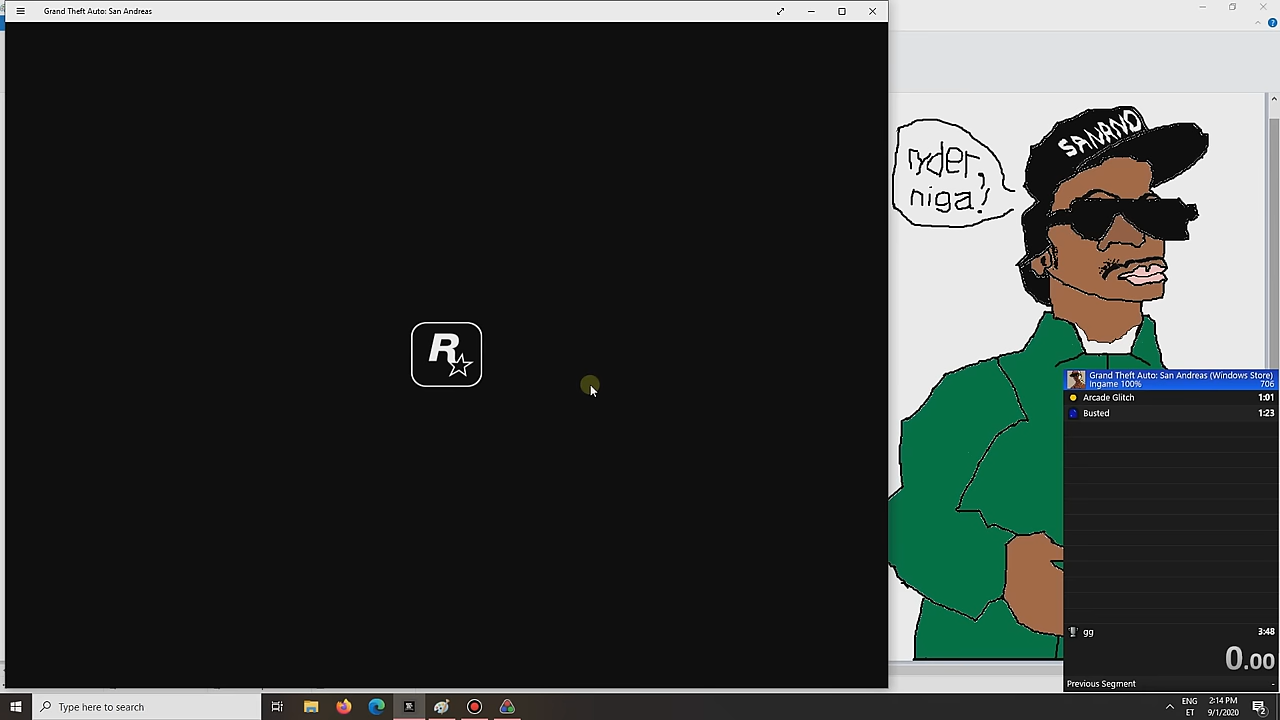 Grand Theft Auto: San Andreas
R
ryder,
niga!
SANAND
Grand Theft Auto: San Andreas (Windows Store)
Ingame 100% 706
Arcade Glitch 1:01
Busted 1:23
gg 3:48
0.00
Previous Segment -
Type here to search
ENG
ET
2:14 PM
9/1/2020
2